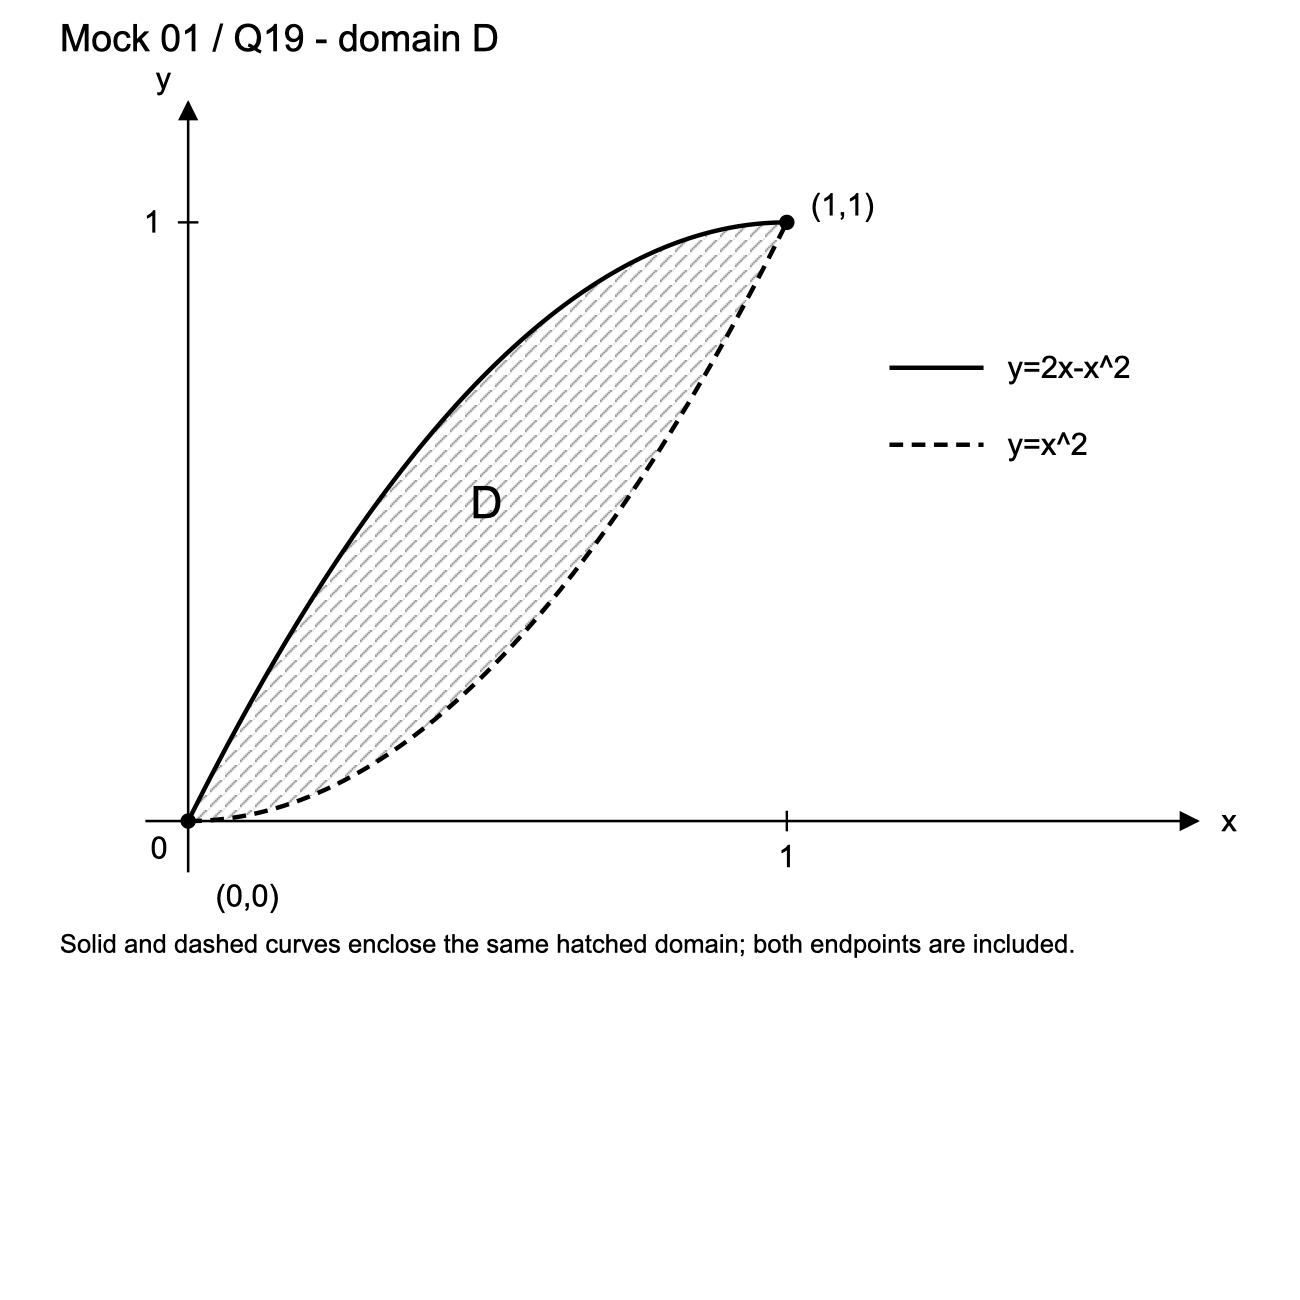 Mock 01 / Q19 - domain D
y
1
(1,1)
y=2x-x^2
y=x^2
D
x
0
1
(0,0)
Solid and dashed curves enclose the same hatched domain; both endpoints are included.